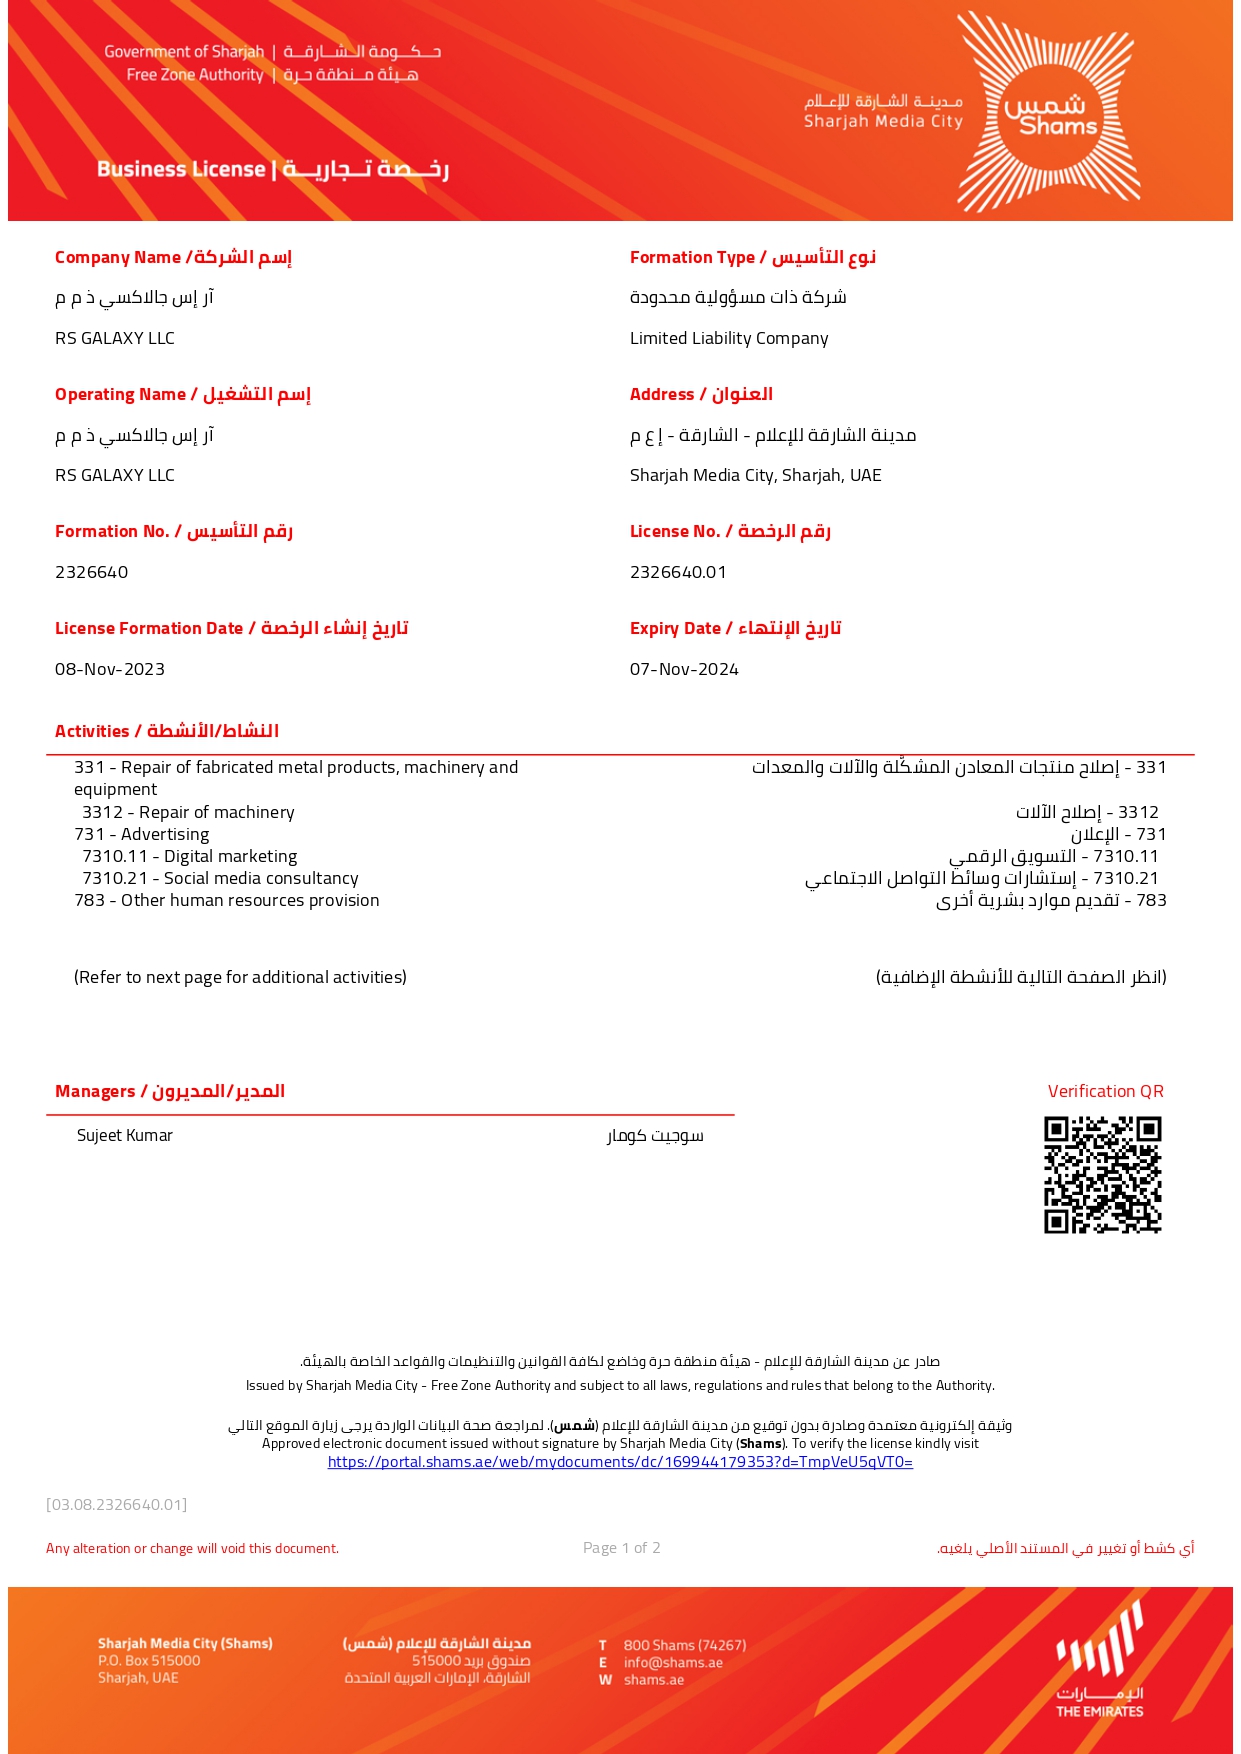 Government of Sharjah | حكومة الشارقة
Free Zone Authority | هيئة منطقة حرة
مدينة الشارقة للإعلام
Sharjah Media City
شمس
Shams
Business License | رخصة تجارية
Company Name /إسم الشركة
آر إس جالاكسي ذ م م
RS GALAXY LLC
Formation Type / نوع التأسيس
شركة ذات مسؤولية محدودة
Limited Liability Company
Operating Name / إسم التشغيل
آر إس جالاكسي ذ م م
RS GALAXY LLC
Address / العنوان
مدينة الشارقة للإعلام - الشارقة - إ ع م
Sharjah Media City, Sharjah, UAE
Formation No. / رقم التأسيس
2326640
License No. / رقم الرخصة
2326640.01
License Formation Date / تاريخ إنشاء الرخصة
08-Nov-2023
Expiry Date / تاريخ الإنتهاء
07-Nov-2024
Activities / النشاط/الأنشطة
331 - Repair of fabricated metal products, machinery and
equipment
331 - إصلاح منتجات المعادن المشكَّلة والآلات والمعدات
3312 - Repair of machinery
3312 - إصلاح الآلات
731 - Advertising
731 - الإعلان
7310.11 - Digital marketing
7310.11 - التسويق الرقمي
7310.21 - Social media consultancy
7310.21 - إستشارات وسائط التواصل الاجتماعي
783 - Other human resources provision
783 - تقديم موارد بشرية أخرى
(Refer to next page for additional activities)
(انظر الصفحة التالية للأنشطة الإضافية)
Managers / المدير/المديرون
Verification QR
Sujeet Kumar
سوجيت كومار
صادر عن مدينة الشارقة للإعلام - هيئة منطقة حرة وخاضع لكافة القوانين والتنظيمات والقواعد الخاصة بالهيئة.
Issued by Sharjah Media City - Free Zone Authority and subject to all laws, regulations and rules that belong to the Authority.
وثيقة إلكترونية معتمدة وصادرة بدون توقيع من مدينة الشارقة للإعلام (شمس). لمراجعة صحة البيانات الواردة يرجى زيارة الموقع التالي
Approved electronic document issued without signature by Sharjah Media City (Shams). To verify the license kindly visit
https://portal.shams.ae/web/mydocuments/dc/169944179353?d=TmpVeU5qVT0=
[03.08.2326640.01]
Any alteration or change will void this document.
Page 1 of 2
أي كشط أو تغيير في المستند الأصلي يلغيه.
Sharjah Media City (Shams)
P.O. Box 515000
Sharjah, UAE
مدينة الشارقة للإعلام (شمس)
صندوق بريد 515000
الشارقة، الإمارات العربية المتحدة
T 800 Shams (74267)
E info@shams.ae
W shams.ae
الإمارات
THE EMIRATES